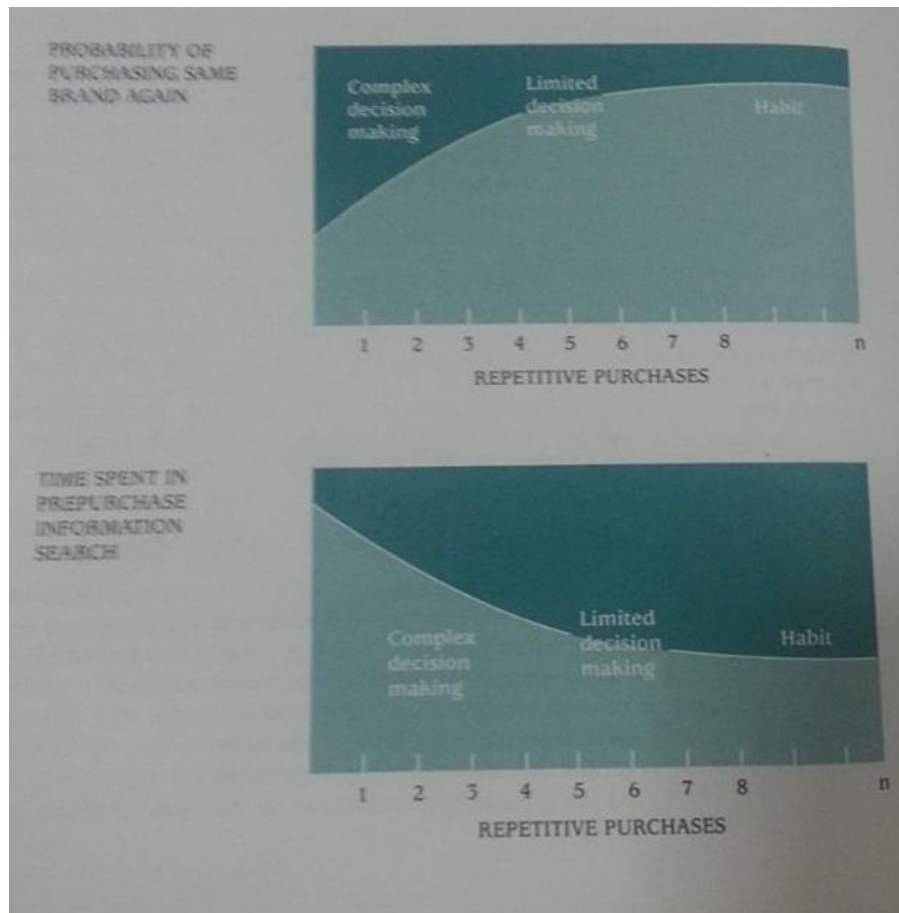 PROBABILITY OF
PURCHASING SAME
BRAND AGAIN
Complex
decision
making
Limited
decision
making
Habit
1 2 3 4 5 6 7 8 n
REPETITIVE PURCHASES
TIME SPENT IN
PREPURCHASE
INFORMATION
SEARCH
Complex
decision
making
Limited
decision
making
Habit
1 2 3 4 5 6 7 8 n
REPETITIVE PURCHASES